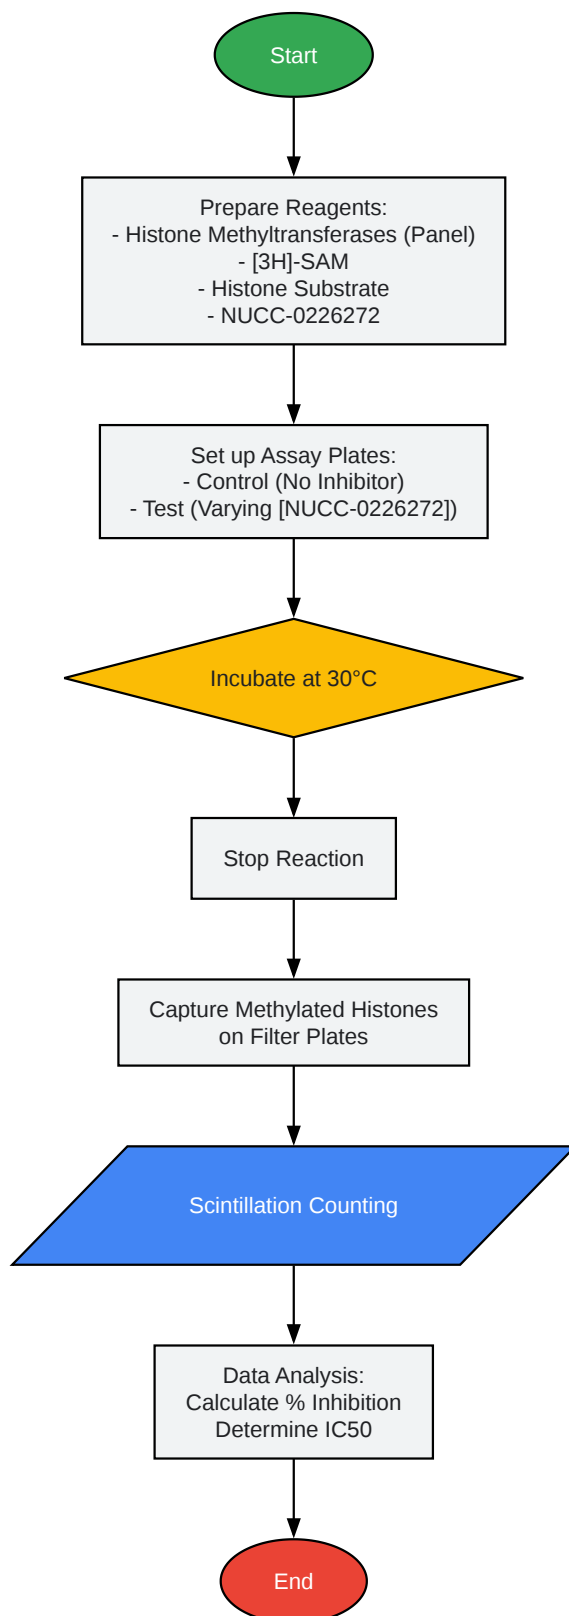 Start
Prepare Reagents:
- Histone Methyltransferases (Panel)
- [3H]-SAM
- Histone Substrate
- NUCC-0226272
Set up Assay Plates:
- Control (No Inhibitor)
- Test (Varying [NUCC-0226272])
Incubate at 30°C
Stop Reaction
Capture Methylated Histones
on Filter Plates
Scintillation Counting
Data Analysis:
Calculate % Inhibition
Determine IC50
End